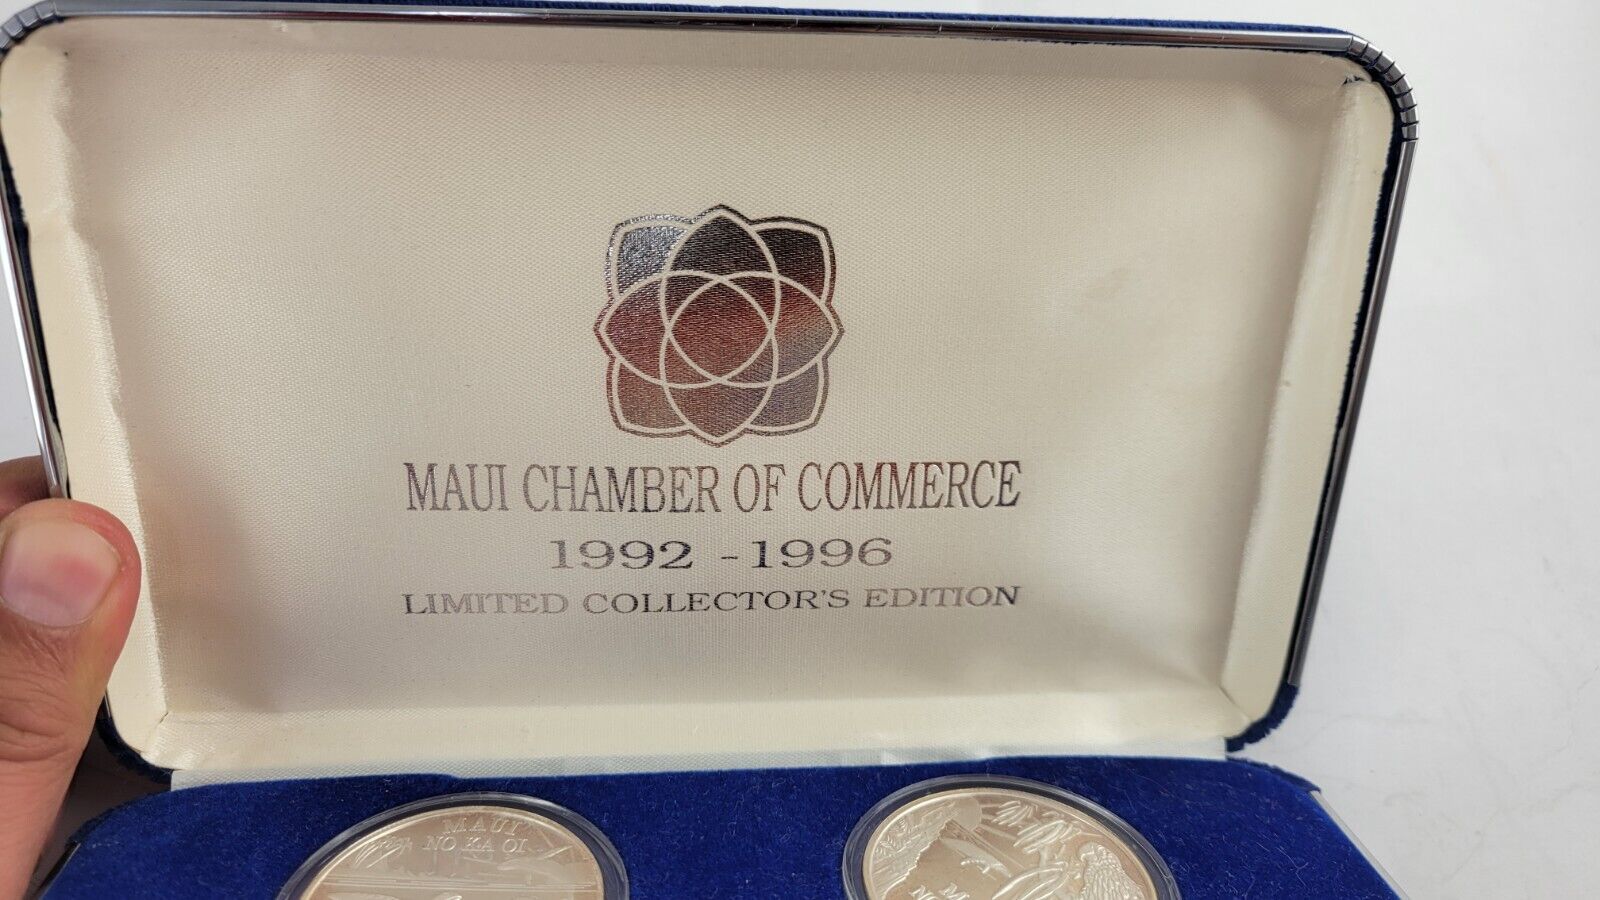 MAUI CHAMBER OF COMMERCE
1992 - 1996
LIMITED COLLECTOR'S EDITION
MAUI
NO KA OI